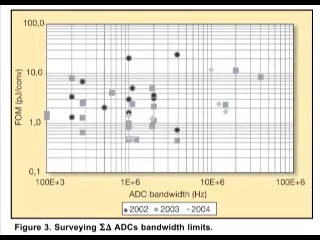 100,0
10,0
1,0
0,1
FOM (pJ/conv)
100E+3
1E+6
10E+6
100E+6
ADC bandwidth (Hz)
2002 2003 2004
Figure 3. Surveying ΣΔ ADCs bandwidth limits.